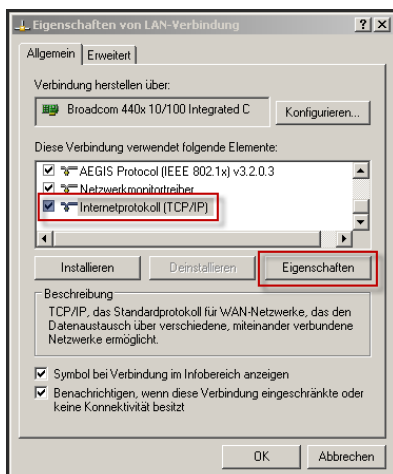 Eigenschaften von LAN-Verbindung
Allgemein Erweitert
Verbindung herstellen über:
Broadcom 440x 10/100 Integrated C Konfigurieren...
Diese Verbindung verwendet folgende Elemente:
AEGIS Protocol (IEEE 802.1x) v3.2.0.3
Netzwerkmonitortreiber
Internetprotokoll (TCP/IP)
Installieren Deinstallieren Eigenschaften
Beschreibung
TCP/IP, das Standardprotokoll für WAN-Netzwerke, das den
Datenaustausch über verschiedene, miteinander verbundene
Netzwerke ermöglicht.
Symbol bei Verbindung im Infobereich anzeigen
Benachrichtigen, wenn diese Verbindung eingeschränkte oder
keine Konnektivität besitzt
OK Abbrechen